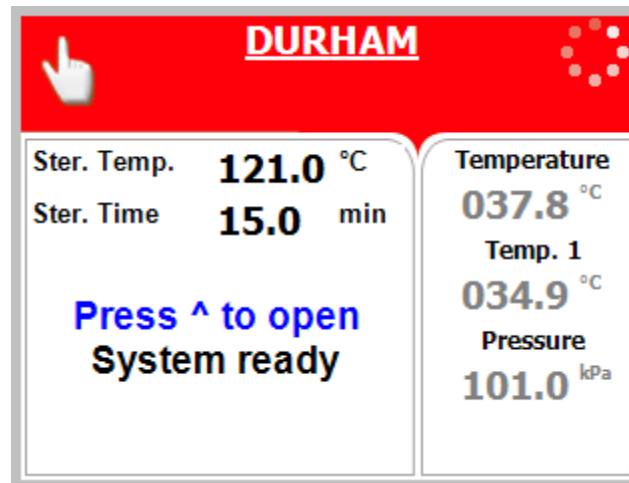 DURHAM
Ster. Temp. 121.0 °C
Ster. Time 15.0 min
Press ^ to open
System ready
Temperature
037.8 °C
Temp. 1
034.9 °C
Pressure
101.0 kPa